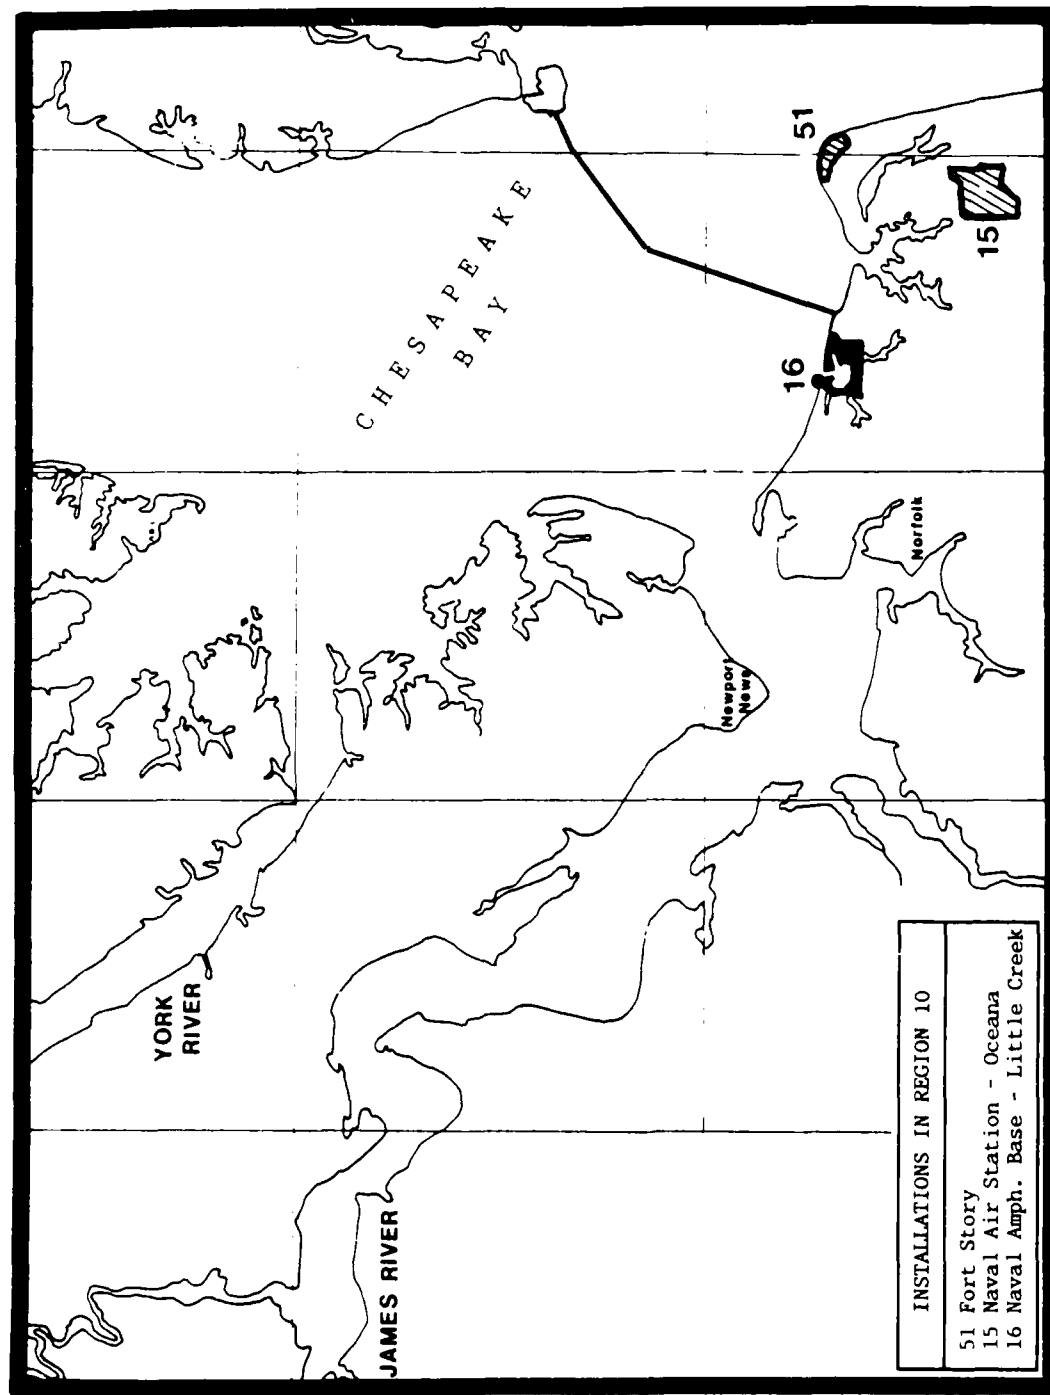 CHESAPEAKE
BAY
YORK
RIVER
JAMES RIVER
Newport
News
Norfolk
16
51
15
INSTALLATIONS IN REGION 10
51 Fort Story
15 Naval Air Station - Oceana
16 Naval Amph. Base - Little Creek